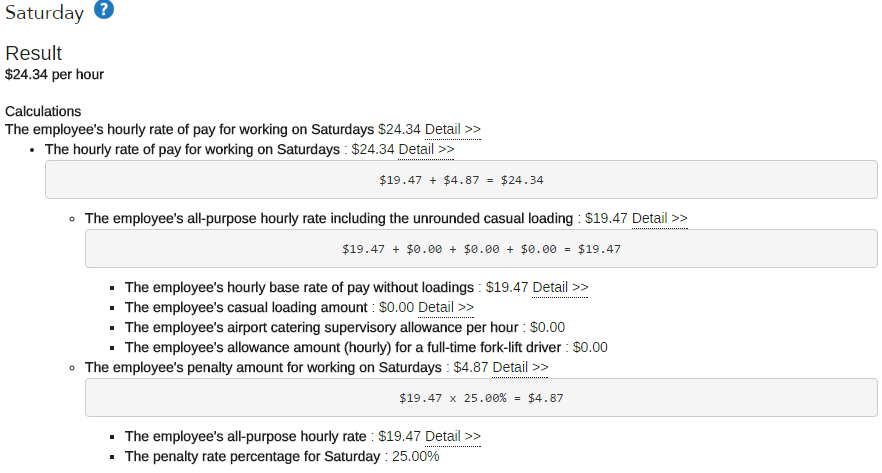 Saturday ?
Result
$24.34 per hour
Calculations
The employee's hourly rate of pay for working on Saturdays $24.34 Detail >>
• The hourly rate of pay for working on Saturdays : $24.34 Detail >>
$19.47 + $4.87 = $24.34
◦ The employee's all-purpose hourly rate including the unrounded casual loading : $19.47 Detail >>
$19.47 + $0.00 + $0.00 + $0.00 = $19.47
▪ The employee's hourly base rate of pay without loadings : $19.47 Detail >>
▪ The employee's casual loading amount : $0.00 Detail >>
▪ The employee's airport catering supervisory allowance per hour : $0.00
▪ The employee's allowance amount (hourly) for a full-time fork-lift driver : $0.00
◦ The employee's penalty amount for working on Saturdays : $4.87 Detail >>
$19.47 x 25.00% = $4.87
▪ The employee's all-purpose hourly rate : $19.47 Detail >>
▪ The penalty rate percentage for Saturday : 25.00%